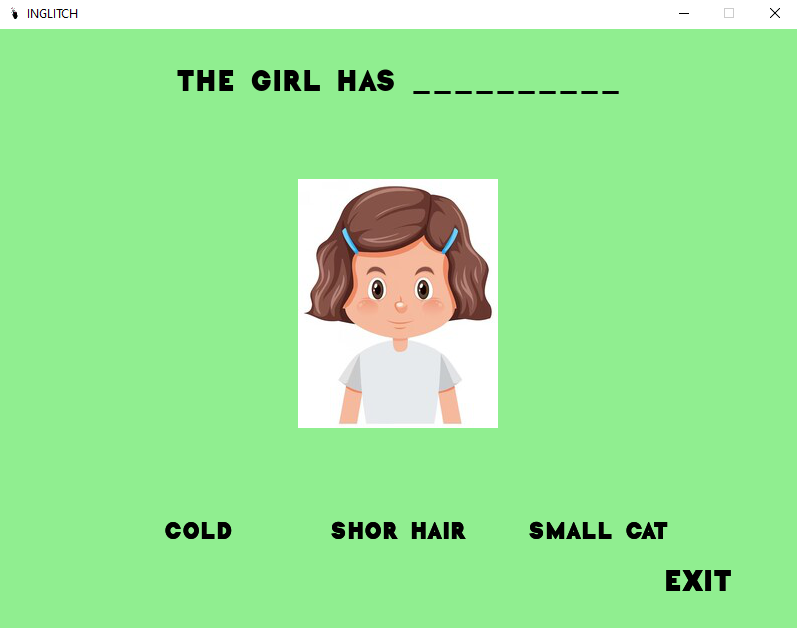 INGLITCH
THE GIRL HAS __________
COLD SHOR HAIR SMALL CAT
EXIT